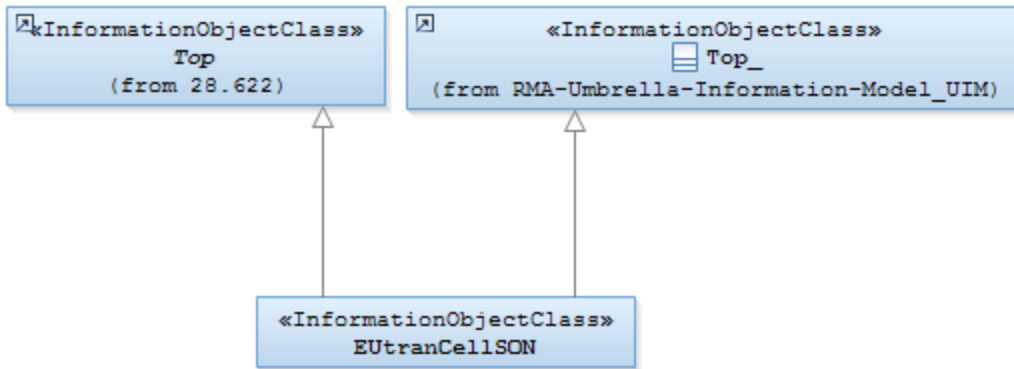 «InformationObjectClass»
Top
(from 28.622)
«InformationObjectClass»
Top_
(from RMA-Umbrella-Information-Model_UIM)
«InformationObjectClass»
EUtranCellSON